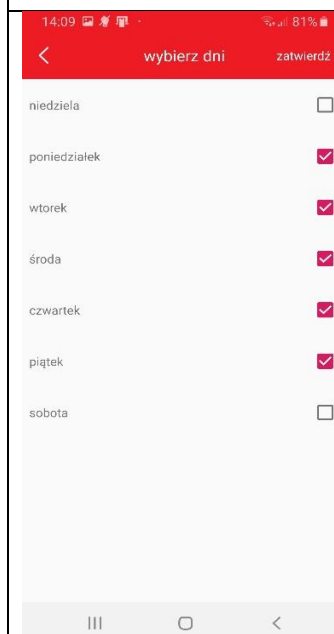 14:09 81%
wybierz dni zatwierdź
niedziela
poniedziałek
wtorek
środa
czwartek
piątek
sobota